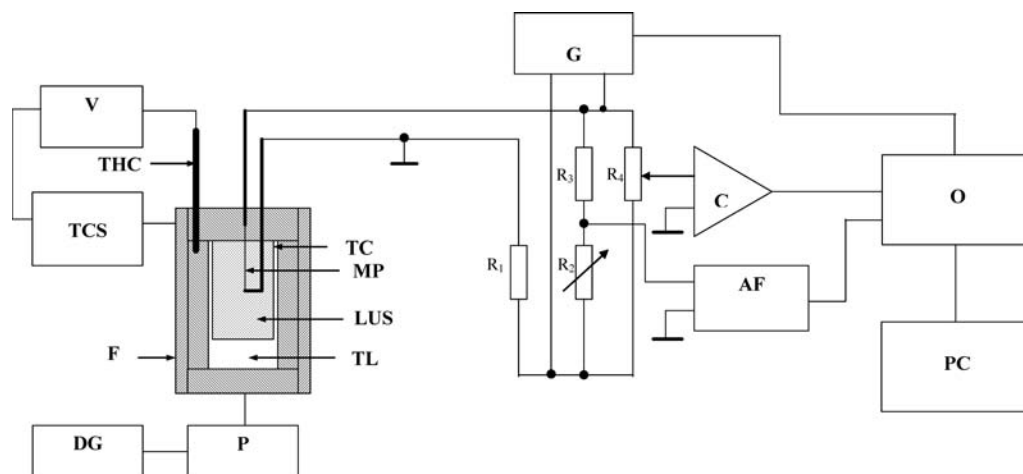 G
V
THC
R₃
R₄
C
O
TCS
TC
R₁
R₂
MP
AF
LUS
F
TL
PC
DG
P